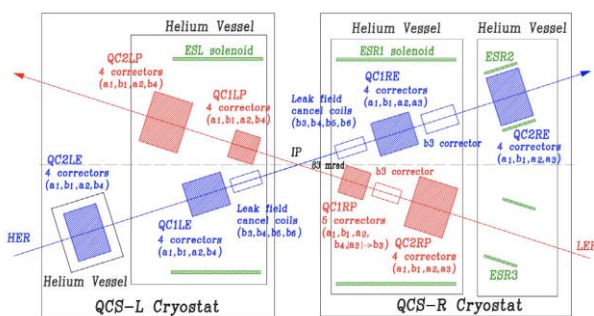 Helium Vessel
ESL solenoid
QC2LP
4 correctors
(a1,b1,a2,b4)
QC1LP
4 correctors
(a1,b1,a2,b4)
QC2LE
4 correctors
(a1,b1,a2,b4)
HER
Helium Vessel
QC1LE
4 correctors
(a1,b1,a2,b4)
Leak field
cancel coils
(b3,b4,b5,b6)
QCS-L Cryostat
IP
83 mrad
Helium Vessel
ESR1 solenoid
QC1RE
4 correctors
(a1,b1,a2,a3)
Leak field
cancel coils
(b3,b4,b5,b6)
b3 corrector
b3 corrector
QC1RP
5 correctors
(a1,b1,a2,
b4,a3)→b3)
QC2RP
4 correctors
(a1,b1,a2,a3)
Helium Vessel
ESR2
QC2RE
4 correctors
(a1,b1,a2,a3)
LER
ESR3
QCS-R Cryostat